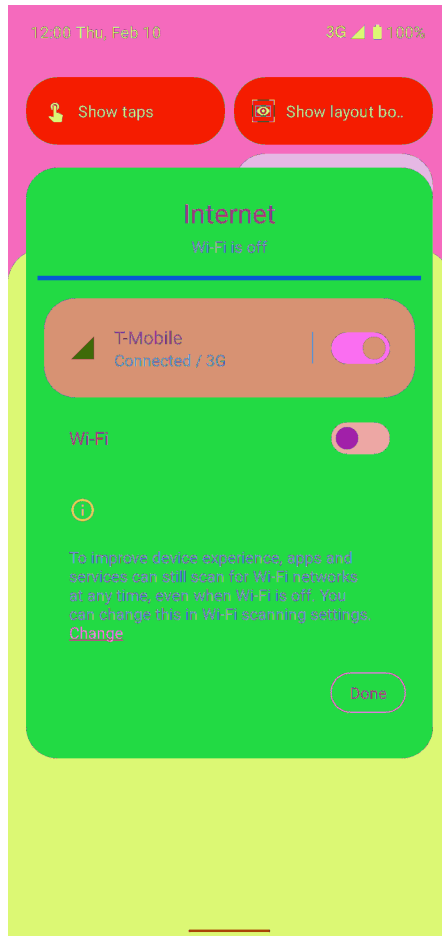 12:00 Thu, Feb 10
3G 100%
Show taps
Show layout bo..
Internet
Wi-Fi is off
T-Mobile
Connected / 3G
Wi-Fi
To improve device experience, apps and
services can still scan for Wi-Fi networks
at any time, even when Wi-Fi is off. You
can change this in Wi-Fi scanning settings.
Change
Done